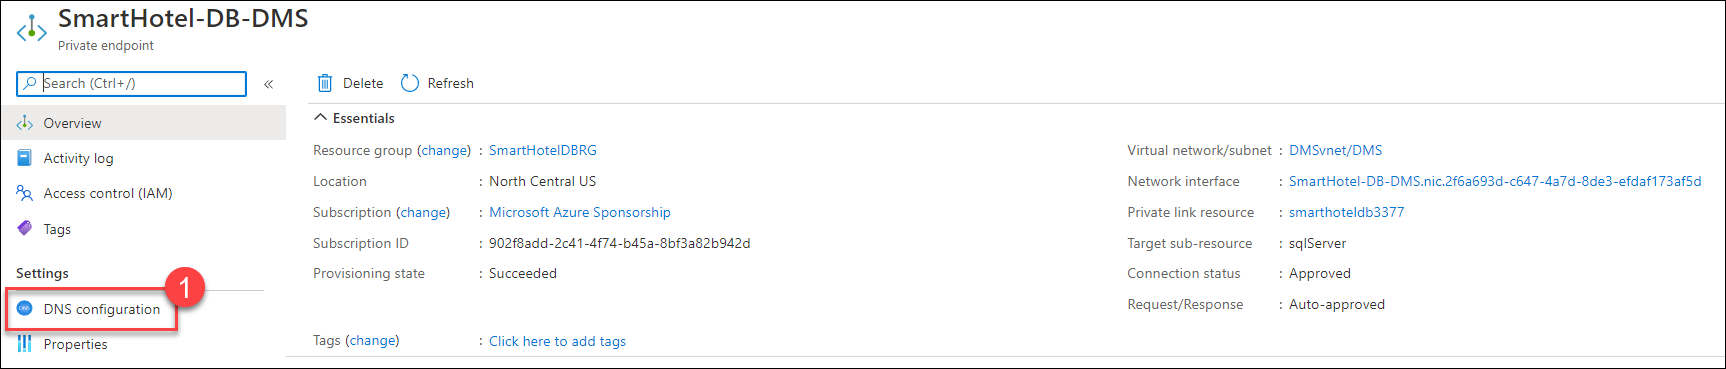 SmartHotel-DB-DMS
Private endpoint
Search (Ctrl+/)
«
Overview
Activity log
Access control (IAM)
Tags
Settings
1
DNS configuration
Properties
Delete
Refresh
Essentials
Resource group (change) : SmartHotelDBRG
Location : North Central US
Subscription (change) : Microsoft Azure Sponsorship
Subscription ID : 902f8add-2c41-4f74-b45a-8bf3a82b942d
Provisioning state : Succeeded
Virtual network/subnet : DMSvnet/DMS
Network interface : SmartHotel-DB-DMS.nic.2f6a693d-c647-4a7d-8de3-efdaf173af5d
Private link resource : smarthoteldb3377
Target sub-resource : sqlServer
Connection status : Approved
Request/Response : Auto-approved
Tags (change) : Click here to add tags